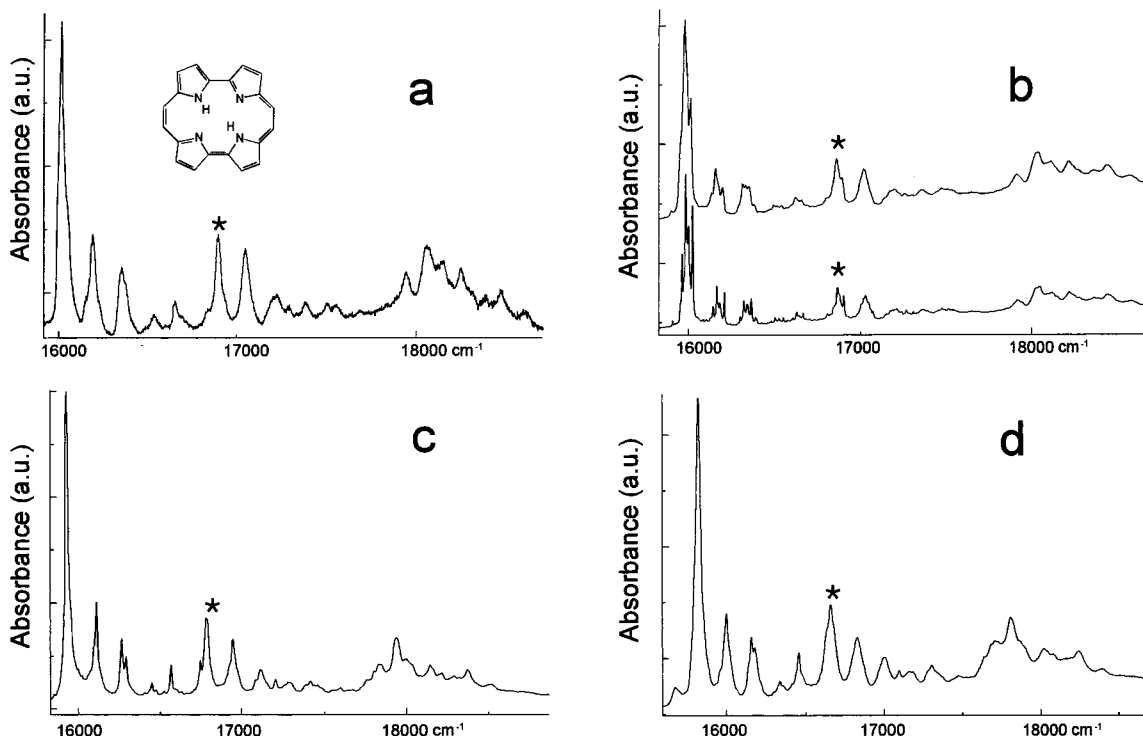 Absorbance (a.u.)
a
N
N
H
H
N
N
*
16000 17000 18000 cm⁻¹
Absorbance (a.u.)
b
*
*
16000 17000 18000 cm⁻¹
Absorbance (a.u.)
c
*
16000 17000 18000 cm⁻¹
Absorbance (a.u.)
d
*
16000 17000 18000 cm⁻¹